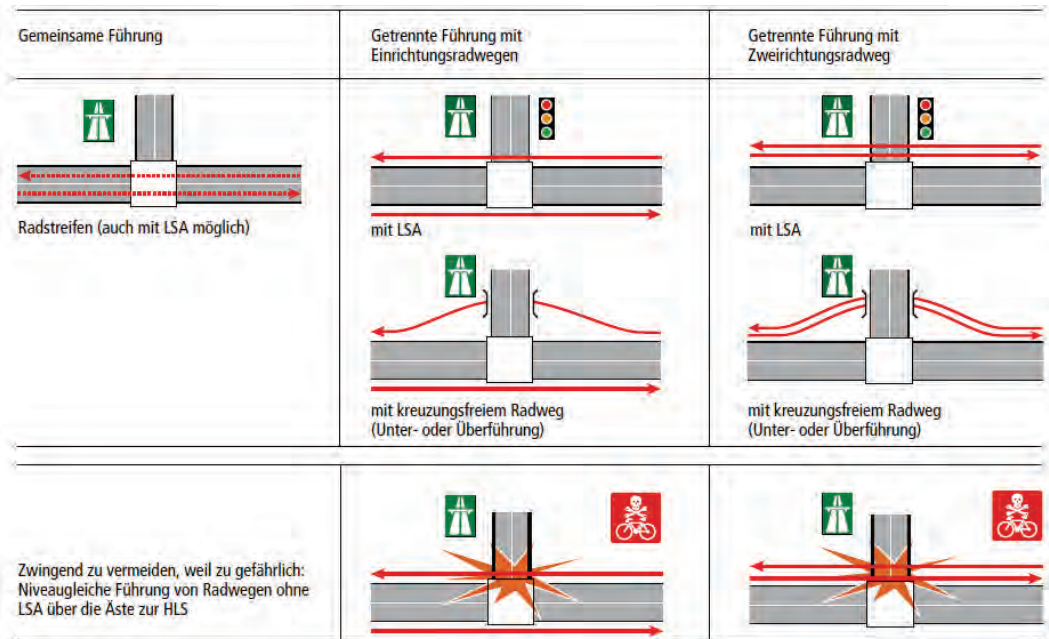 Gemeinsame Führung
Getrennte Führung mit
Einrichtungsradwegen
Getrennte Führung mit
Zweirichtungsradweg
Radstreifen (auch mit LSA möglich)
mit LSA
mit LSA
mit kreuzungsfreiem Radweg
(Unter- oder Überführung)
mit kreuzungsfreiem Radweg
(Unter- oder Überführung)
Zwingend zu vermeiden, weil zu gefährlich:
Niveaugleiche Führung von Radwegen ohne
LSA über die Äste zur HLS